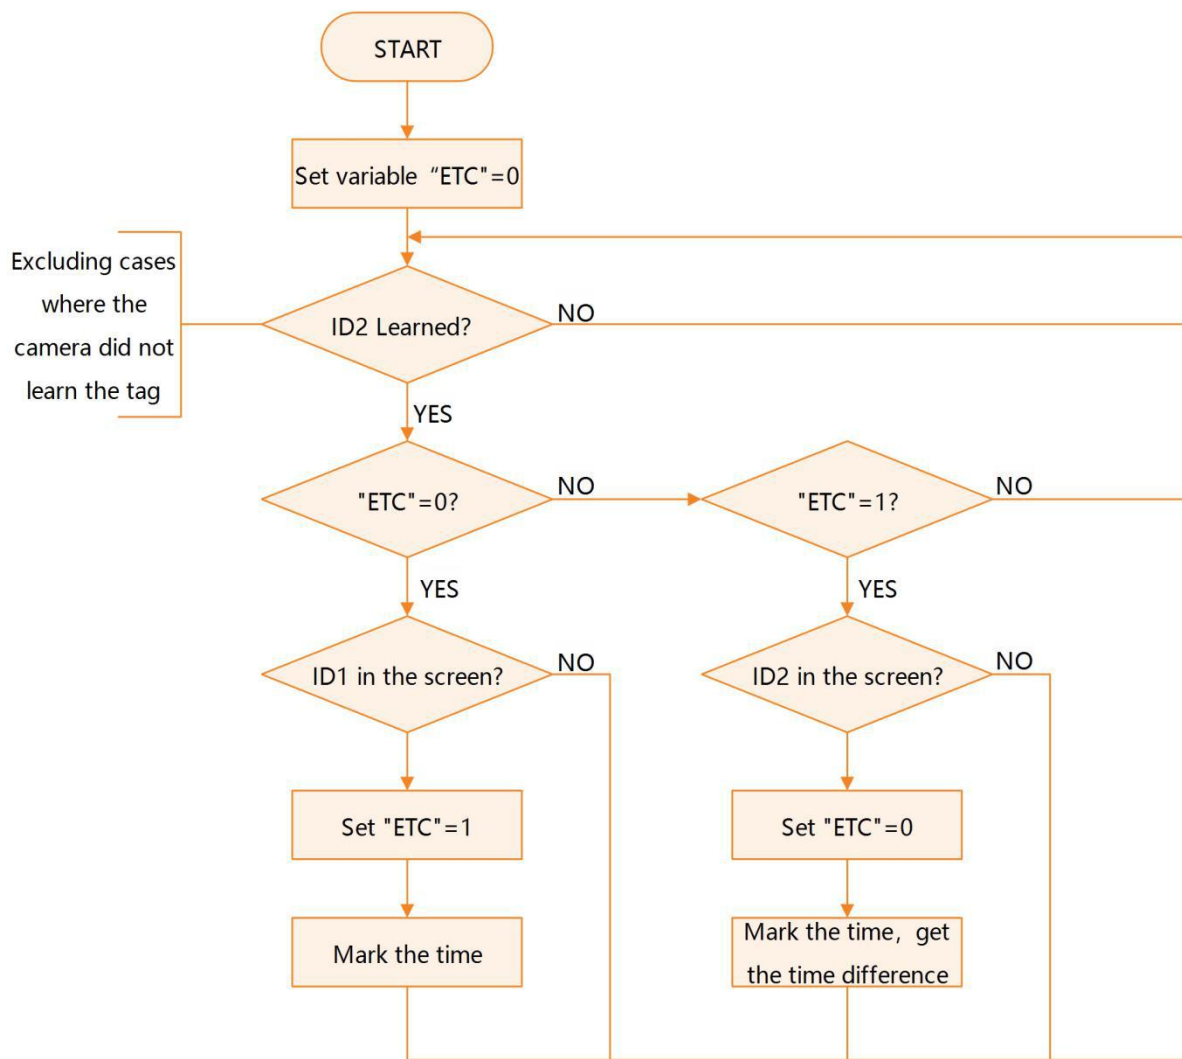 START
Set variable “ETC"=0
Excluding cases
where the
camera did not
learn the tag
ID2 Learned?
NO
YES
"ETC"=0?
NO
"ETC"=1?
NO
YES
YES
ID1 in the screen?
NO
ID2 in the screen?
NO
Set "ETC"=1
Set "ETC"=0
Mark the time
Mark the time, get
the time difference